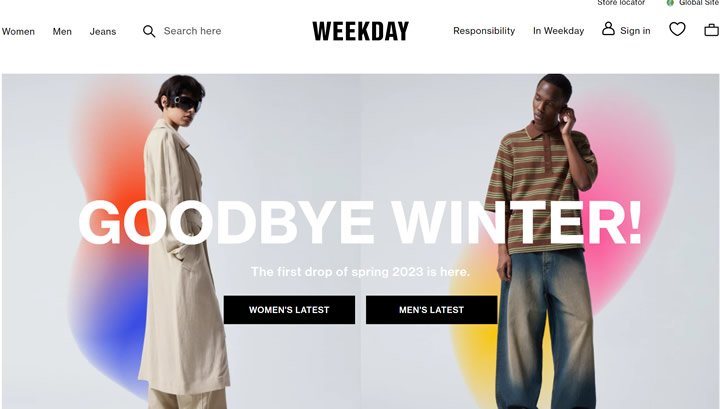 Store locator Global Site
Women Men Jeans Search here WEEKDAY Responsibility In Weekday Sign in
GOODBYE WINTER!
The first drop of spring 2023 is here.
WOMEN'S LATEST MEN'S LATEST